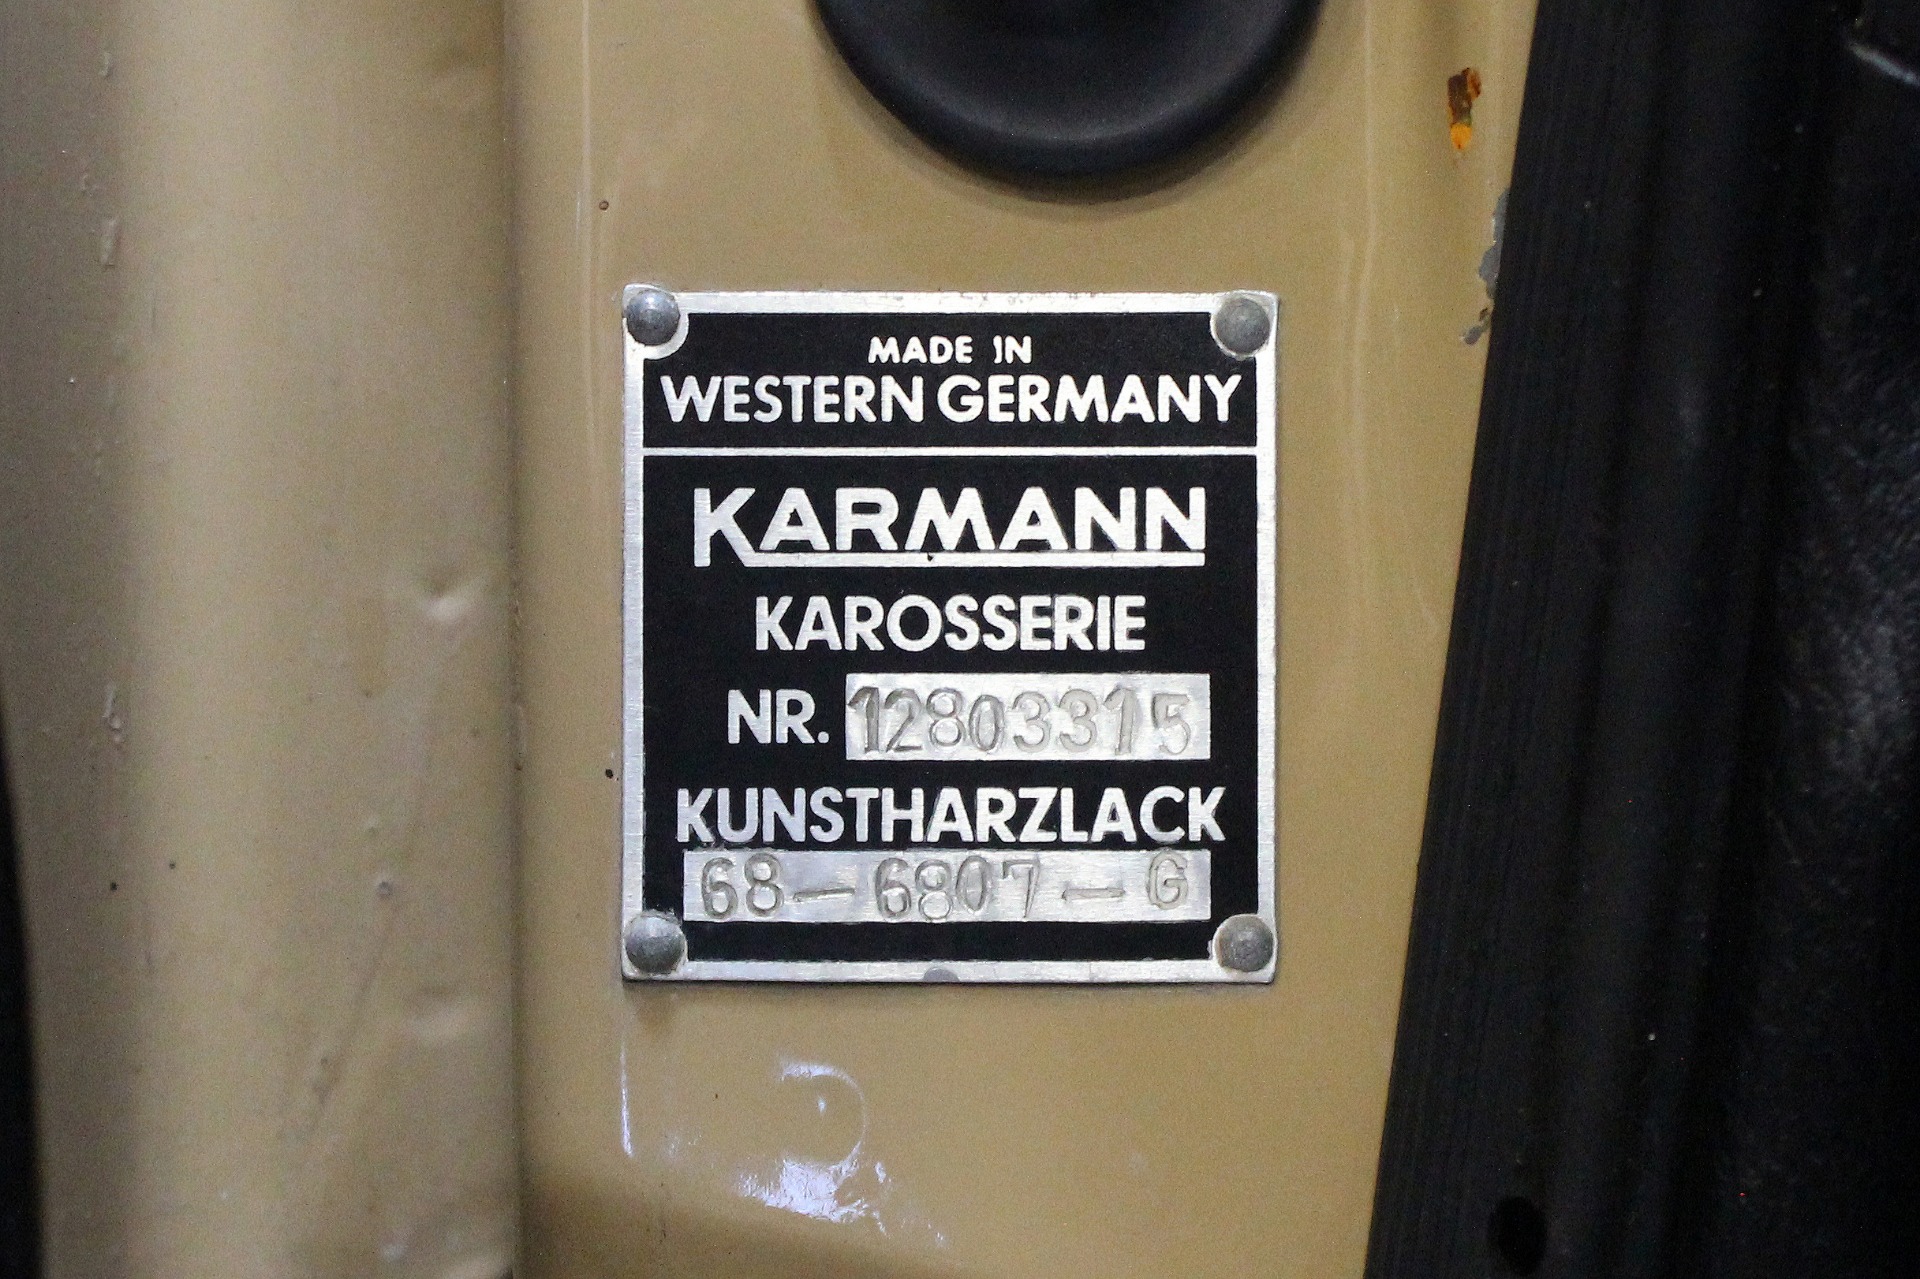 MADE IN
WESTERN GERMANY
KARMANN
KAROSSERIE
NR. 12803315
KUNSTHARZLACK
68-6807-G